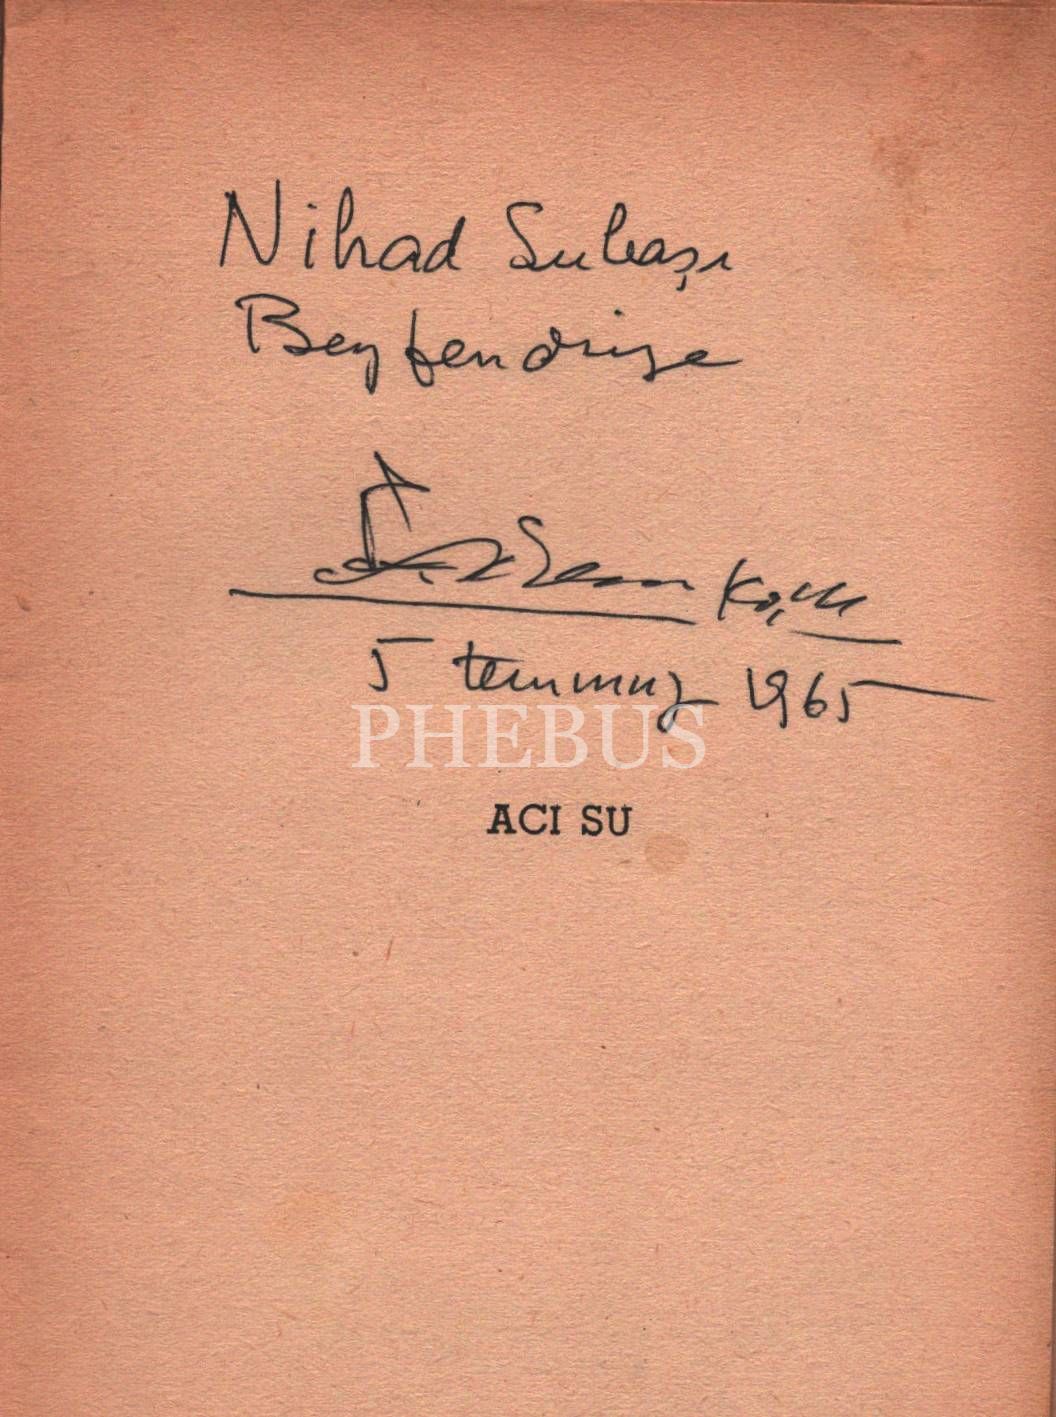 Nihad Subaşı
Beyfendiye
5 temmuz 1965
PHEBUS
ACI SU